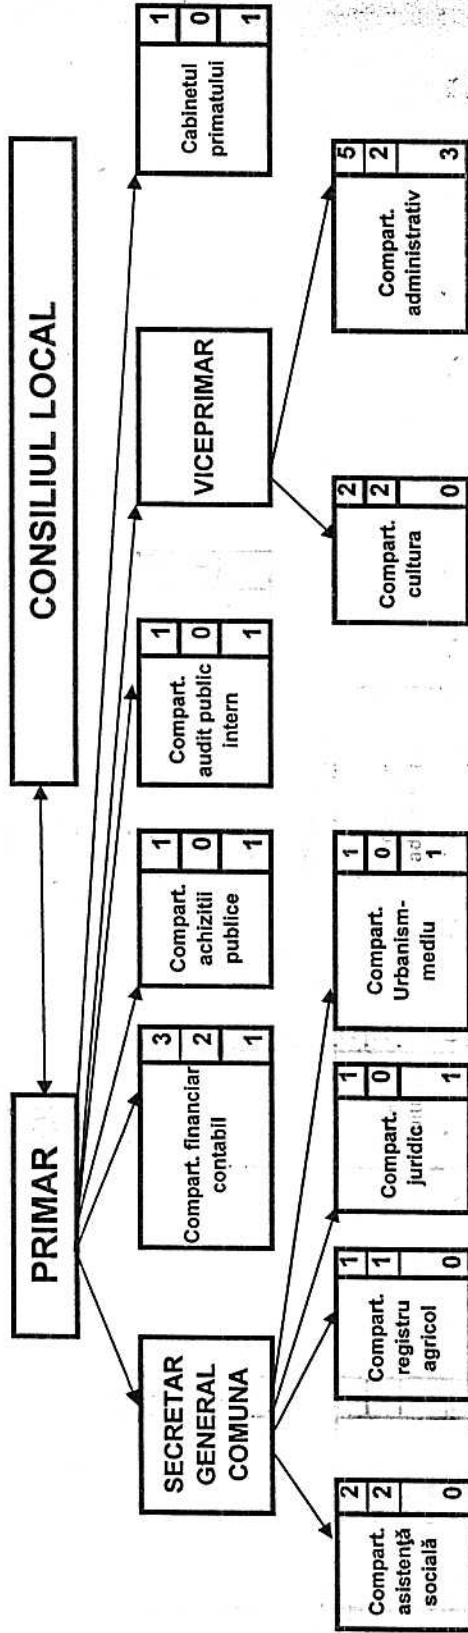 PRIMAR
CONSILIUL LOCAL
SECRETAR
GENERAL
COMUNA
Compart. financiar
contabil
3
2
1
Compart.
achizitii
publice
1
0
1
Compart.
audit public
intern
1
0
1
VICEPRIMAR
Cabinetul
primatului
1
0
1
Compart.
asistenţă
socială
2
2
0
Compart.
registru
agricol
1
1
0
Compart.
juridic
1
0
1
Compart.
Urbanism-
mediu
1
0
1
Compart.
cultura
2
2
0
Compart.
administrativ
5
2
3